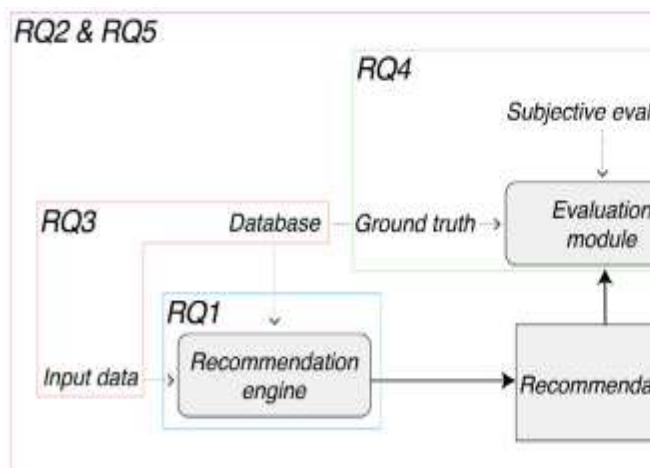 RQ2 & RQ5
RQ4
Subjective eval
RQ3
Database
Ground truth
Evaluation
module
RQ1
Input data
Recommendation
engine
Recommenda